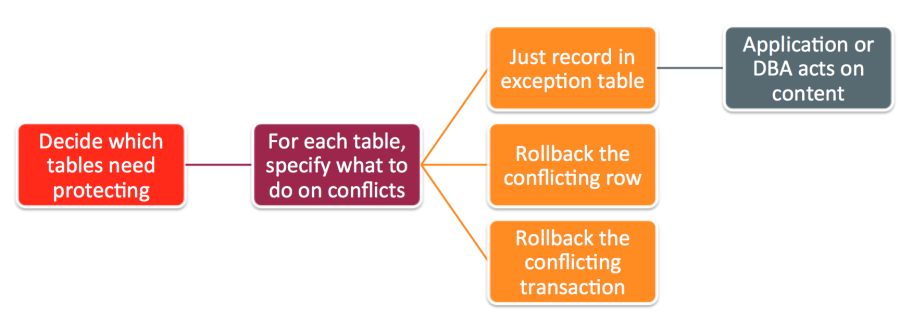 Decide which
tables need
protecting
For each table,
specify what to
do on conflicts
Just record in
exception table
Application or
DBA acts on
content
Rollback the
conflicting row
Rollback the
conflicting
transaction